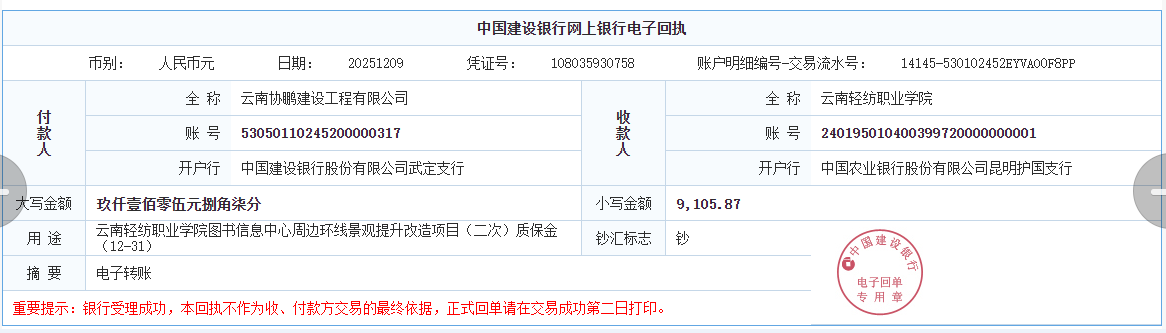 中国建设银行网上银行电子回执
币别： 人民币元 日期： 20251209 凭证号： 108035930758 账户明细编号-交易流水号： 14145-530102452EYVAOOF8PP
付款人
全 称 云南协鹏建设工程有限公司
账 号 53050110245200000317
开户行 中国建设银行股份有限公司武定支行
收款人
全 称 云南轻纺职业学院
账 号 24019501040039972000000001
开户行 中国农业银行股份有限公司昆明护国支行
大写金额 玖仟壹佰零伍元捌角柒分 小写金额 9,105.87
用 途 云南轻纺职业学院图书信息中心周边环线景观提升改造项目（二次）质保金
（12-31）
钞汇标志 钞
摘 要 电子转账
中国建设银行
电子回单
专用章
重要提示：银行受理成功，本回执不作为收、付款方交易的最终依据，正式回单请在交易成功第二日打印。